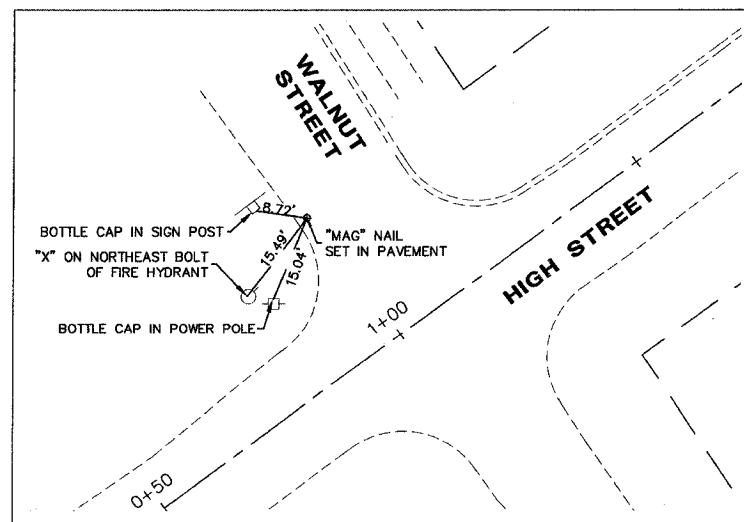 WALNUT
STREET
8.72'
BOTTLE CAP IN SIGN POST
"X" ON NORTHEAST BOLT
OF FIRE HYDRANT
15.49'
15.04'
"MAG" NAIL
SET IN PAVEMENT
HIGH STREET
BOTTLE CAP IN POWER POLE
1+00
0+50